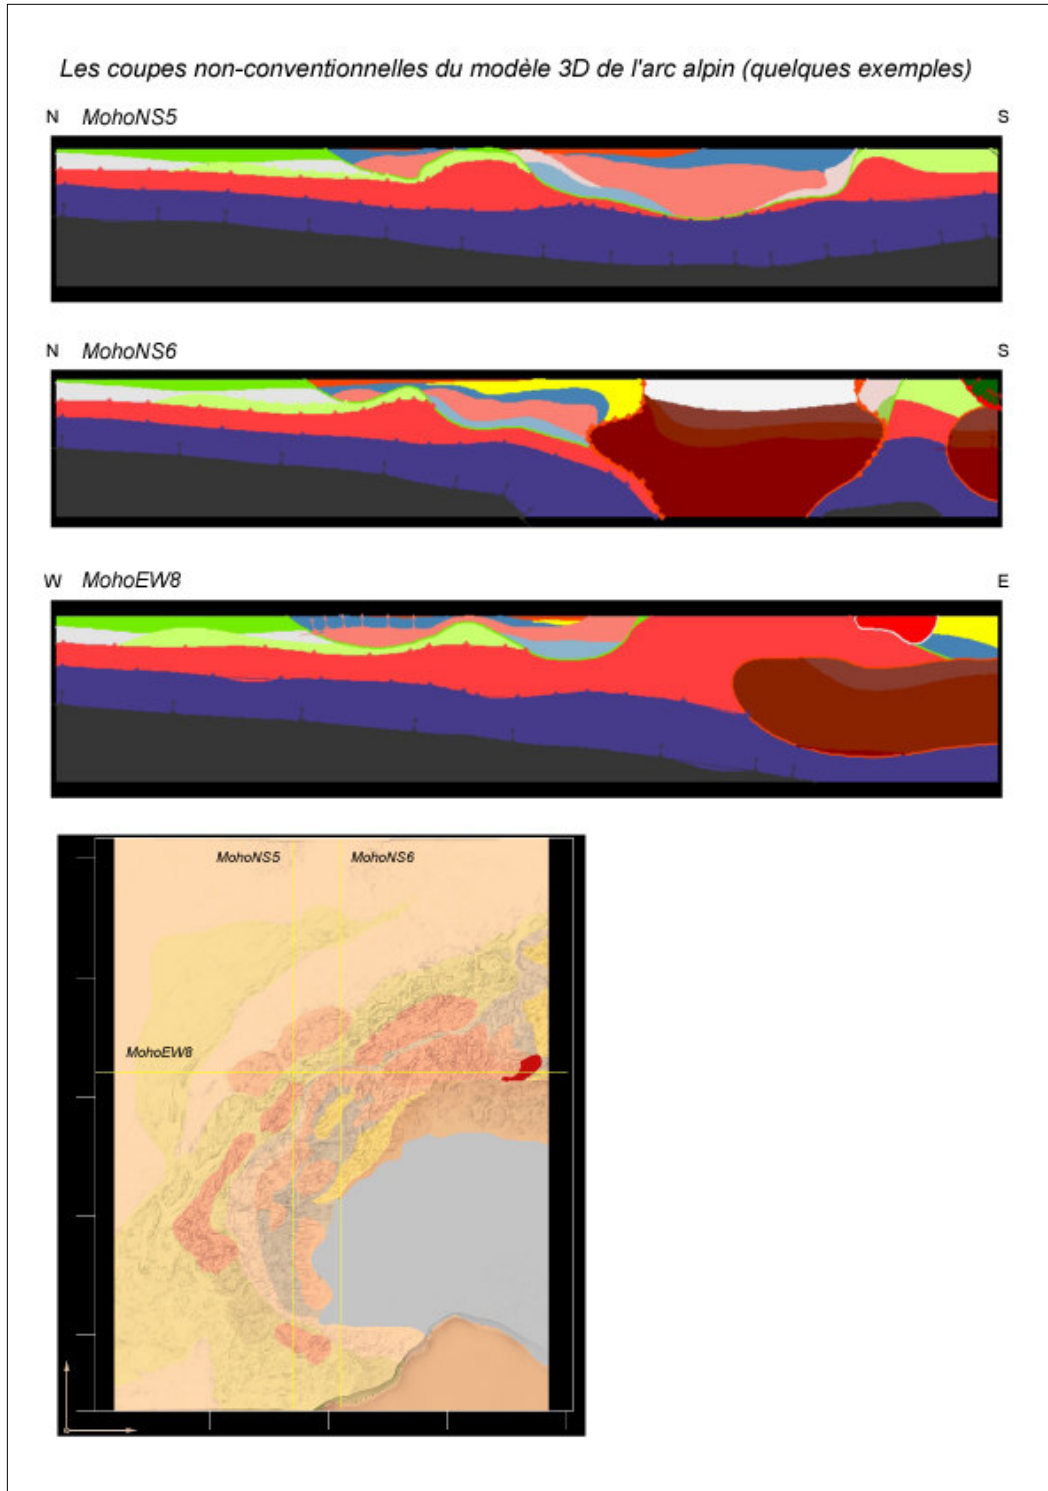 Les coupes non-conventionnelles du modèle 3D de l'arc alpin (quelques exemples)
N MohoNS5 S
N MohoNS6 S
W MohoEW8 E
MohoNS5 MohoNS6
MohoEW8